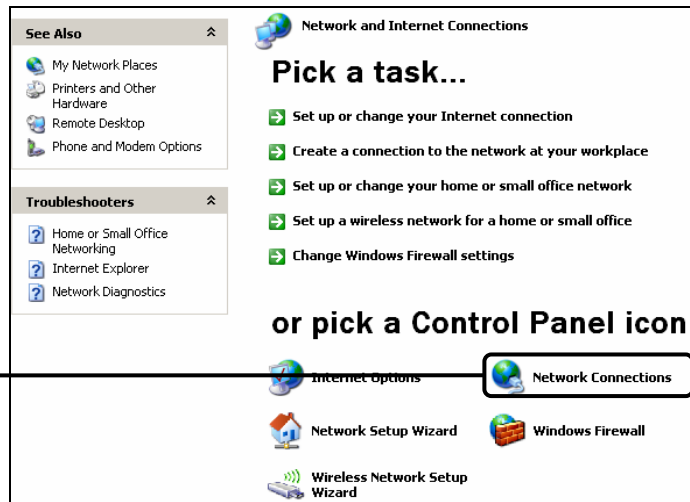 See Also
My Network Places
Printers and Other
Hardware
Remote Desktop
Phone and Modem Options
Troubleshooters
Home or Small Office
Networking
Internet Explorer
Network Diagnostics
Network and Internet Connections
Pick a task...
Set up or change your Internet connection
Create a connection to the network at your workplace
Set up or change your home or small office network
Set up a wireless network for a home or small office
Change Windows Firewall settings
or pick a Control Panel icon
Internet Options
Network Connections
Network Setup Wizard
Windows Firewall
Wireless Network Setup
Wizard